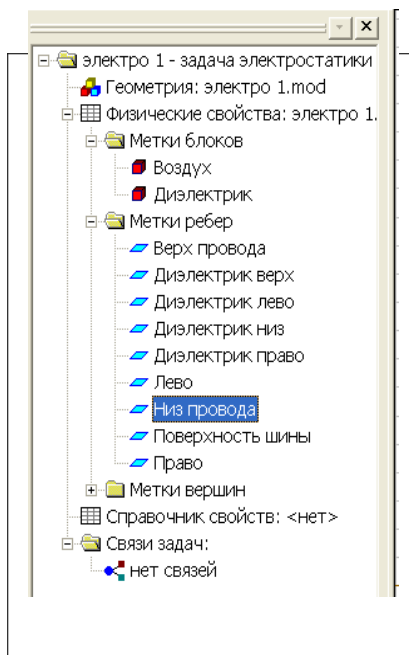 электро 1 - задача электростатики
Геометрия: электро 1.mod
Физические свойства: электро 1.
Метки блоков
Воздух
Диэлектрик
Метки ребер
Верх провода
Диэлектрик верх
Диэлектрик лево
Диэлектрик низ
Диэлектрик право
Лево
Низ провода
Поверхность шины
Право
Метки вершин
Справочник свойств: <нет>
Связи задач:
нет связей